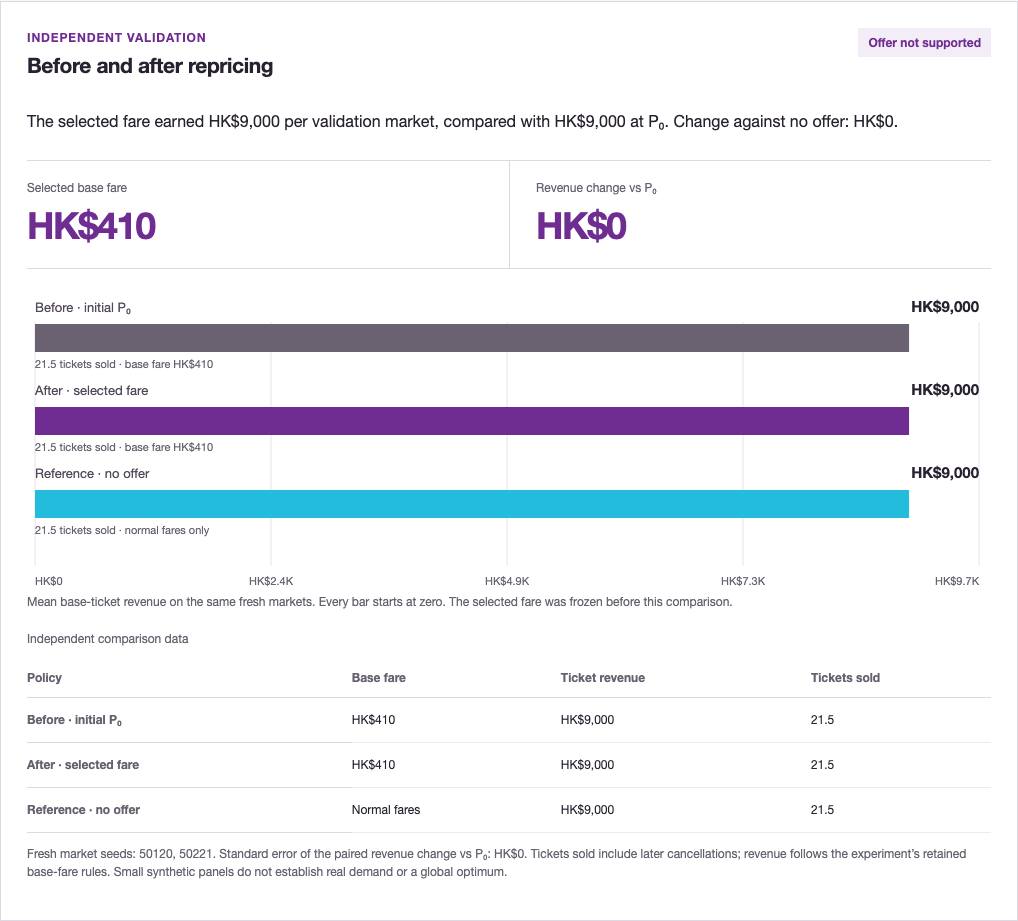 INDEPENDENT VALIDATION
Offer not supported
Before and after repricing
The selected fare earned HK$9,000 per validation market, compared with HK$9,000 at P₀. Change against no offer: HK$0.
Selected base fare
HK$410
Revenue change vs P₀
HK$0
Before · initial P₀
HK$9,000
21.5 tickets sold · base fare HK$410
After · selected fare
HK$9,000
21.5 tickets sold · base fare HK$410
Reference · no offer
HK$9,000
21.5 tickets sold · normal fares only
HK$0 HK$2.4K HK$4.9K HK$7.3K HK$9.7K
Mean base-ticket revenue on the same fresh markets. Every bar starts at zero. The selected fare was frozen before this comparison.
Independent comparison data
Policy Base fare Ticket revenue Tickets sold
Before · initial P₀ HK$410 HK$9,000 21.5
After · selected fare HK$410 HK$9,000 21.5
Reference · no offer Normal fares HK$9,000 21.5
Fresh market seeds: 50120, 50221. Standard error of the paired revenue change vs P₀: HK$0. Tickets sold include later cancellations; revenue follows the experiment's retained
base-fare rules. Small synthetic panels do not establish real demand or a global optimum.